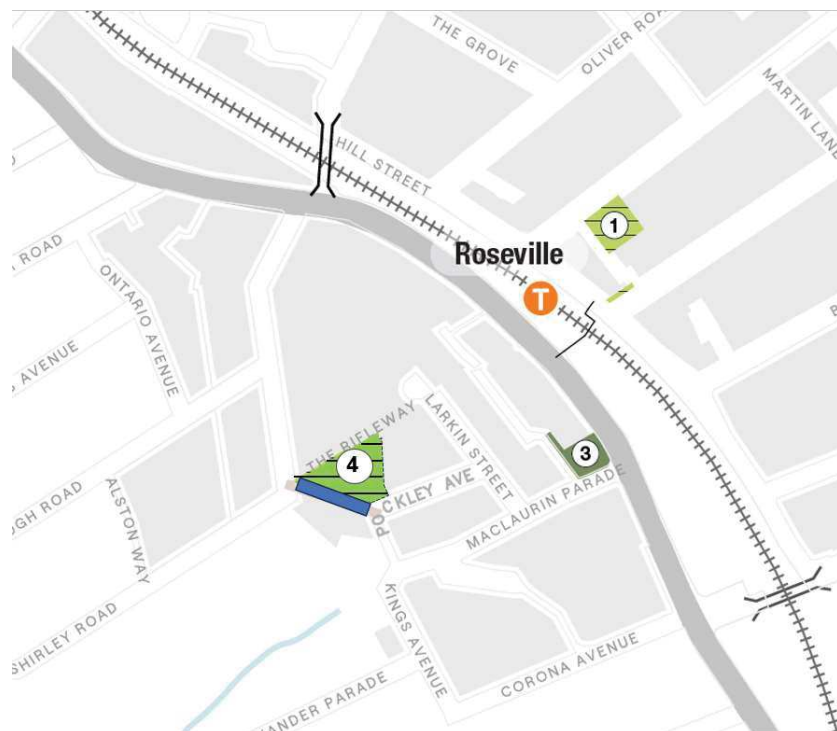 THE GROVE
OLIVER ROA
MARTIN LANE
HILL STREET
1
Roseville
T
ROAD
ONTARIO AVENUE
AVENUE
THE RIFLEWAY
LARKIN STREET
4
3
POCKLEY AVE
MACLAURIN PARADE
GH ROAD
ALSTON WAY
SHIRLEY ROAD
KINGS AVENUE
CORONA AVENUE
ANDER PARADE